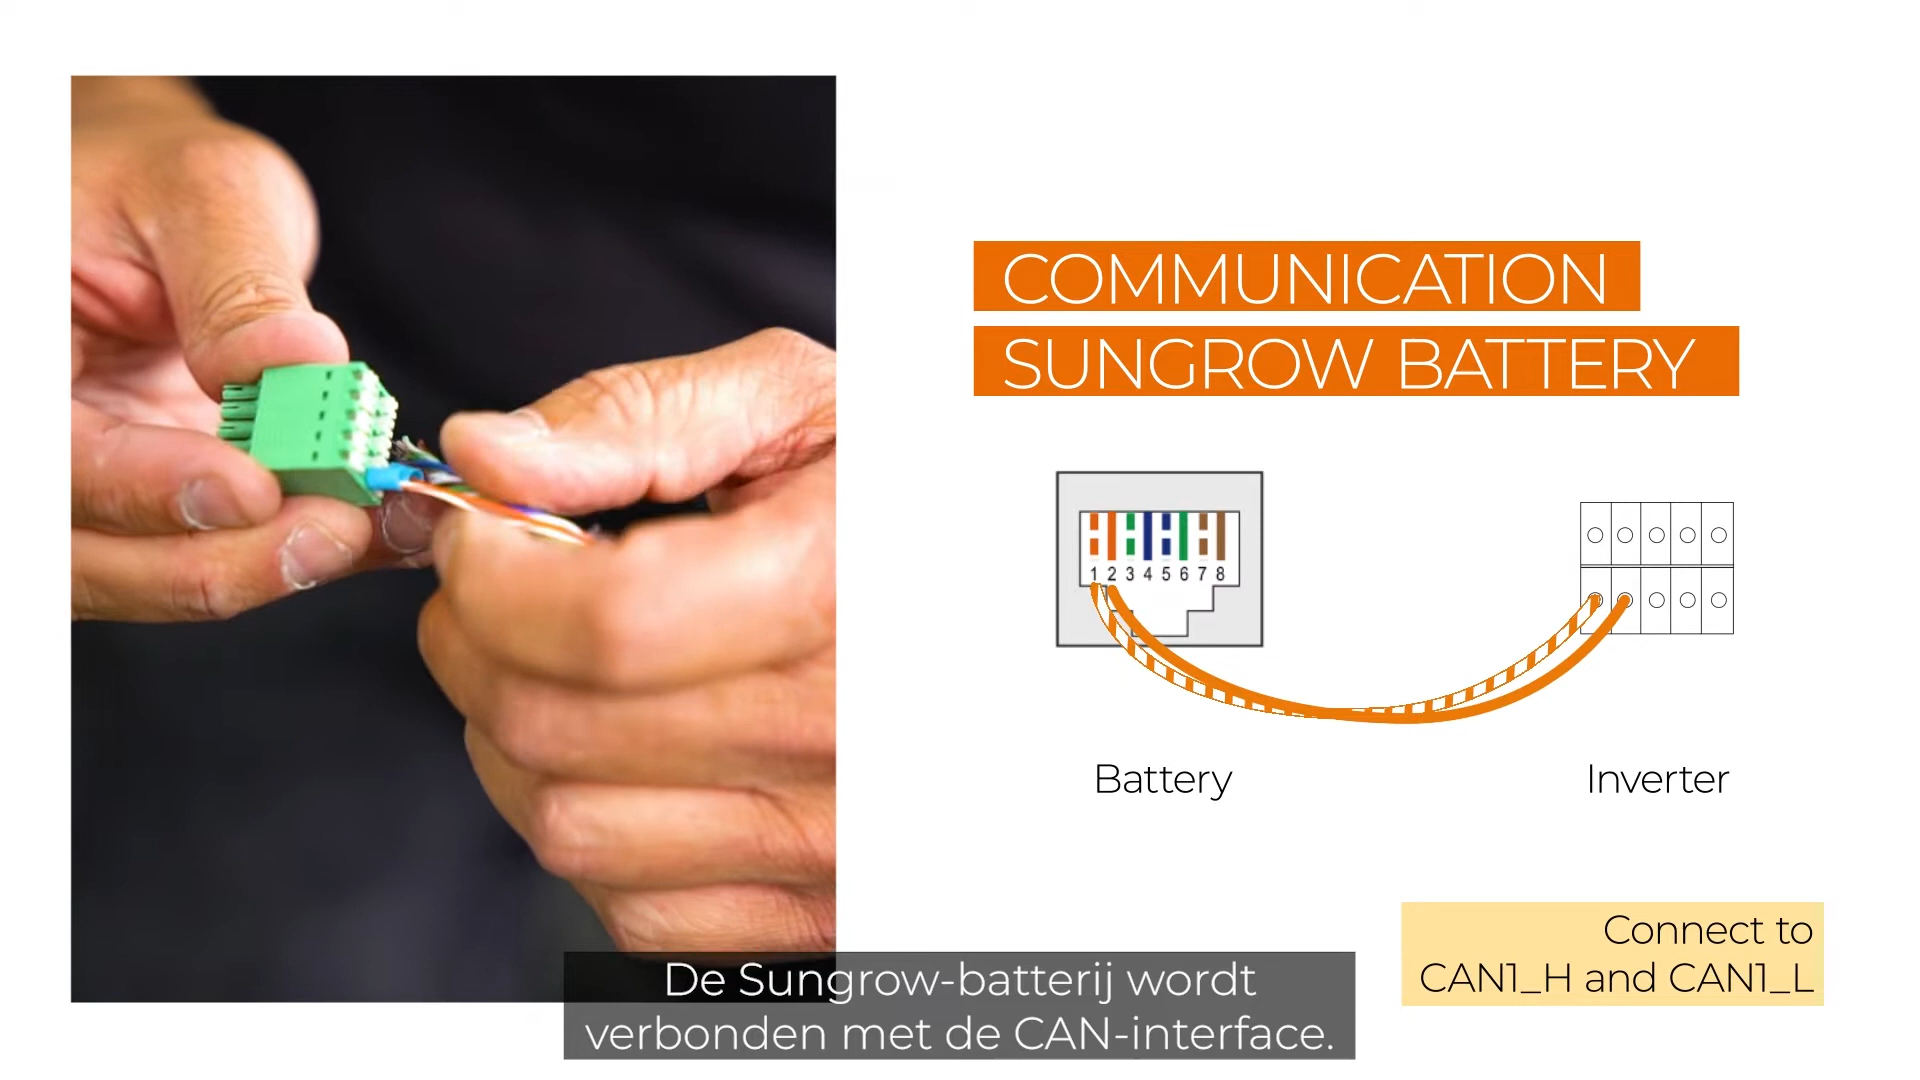 COMMUNICATION
SUNGROW BATTERY
1 2 3 4 5 6 7 8
Battery
Inverter
Connect to
CAN1_H and CAN1_L
De Sungrow-batterij wordt
verbonden met de CAN-interface.